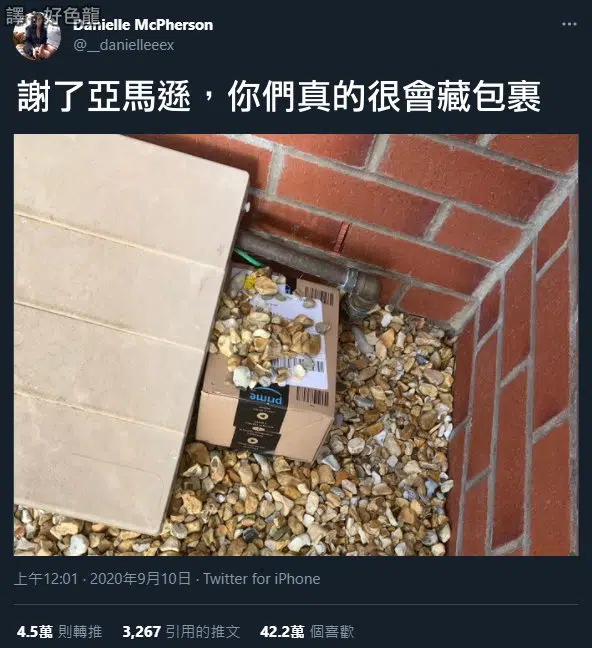 譯：好色龍
Danielle McPherson
@__danielleeex
謝了亞馬遜，你們真的很會藏包裹
prime
上午12:01 · 2020年9月10日 · Twitter for iPhone
4.5萬 則轉推 3,267 引用的推文 42.2萬 個喜歡